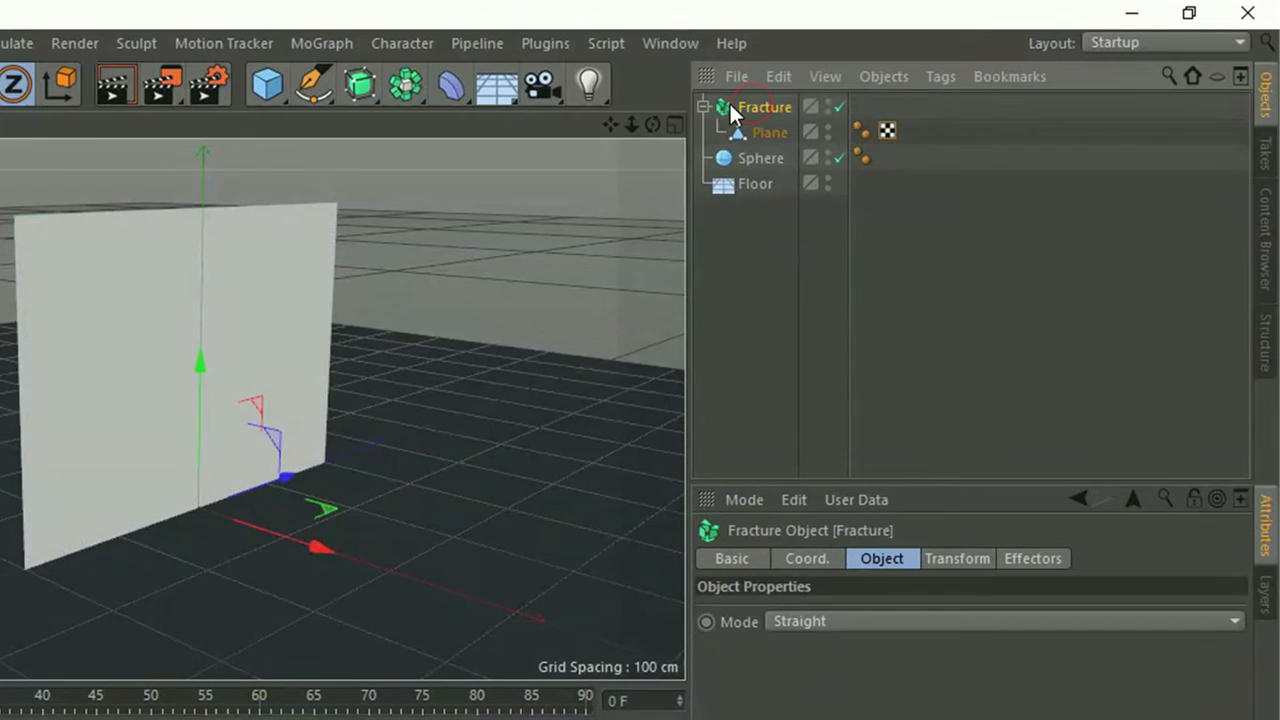 ulate Render Sculpt Motion Tracker MoGraph Character Pipeline Plugins Script Window Help Layout: Startup
File Edit View Objects Tags Bookmarks
Fracture
Plane
Sphere
Floor
Objects
Takes
Content Browser
Structure
Mode Edit User Data
Fracture Object [Fracture]
Basic Coord. Object Transform Effectors
Object Properties
Mode Straight
Attributes
Layers
Grid Spacing : 100 cm
40 45 50 55 60 65 70 75 80 85 90 0 F